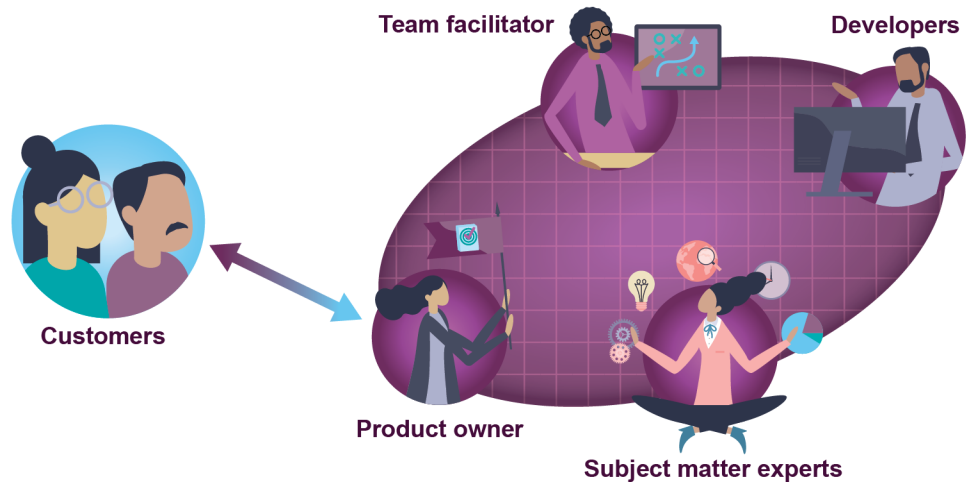 Team facilitator
Developers
Customers
Product owner
Subject matter experts